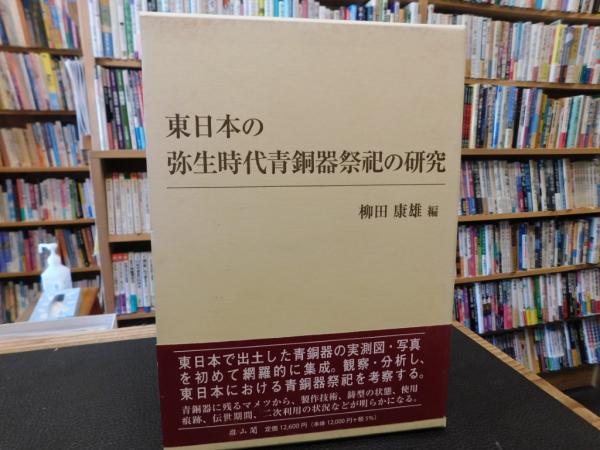 東日本の
弥生時代青銅器祭祀の研究
柳田 康雄 編
東日本で出土した青銅器の実測図・写真
を初めて網羅的に集成。観察・分析し、
東日本における青銅器祭祀を考察する。
青銅器に残るマメツから、製作技術、鋳型の状態、使用
痕跡、伝世期間、二次利用の状況などが明らかになる。
雄山閣 定価 12,600円（本体 12,000円＋税 5%）